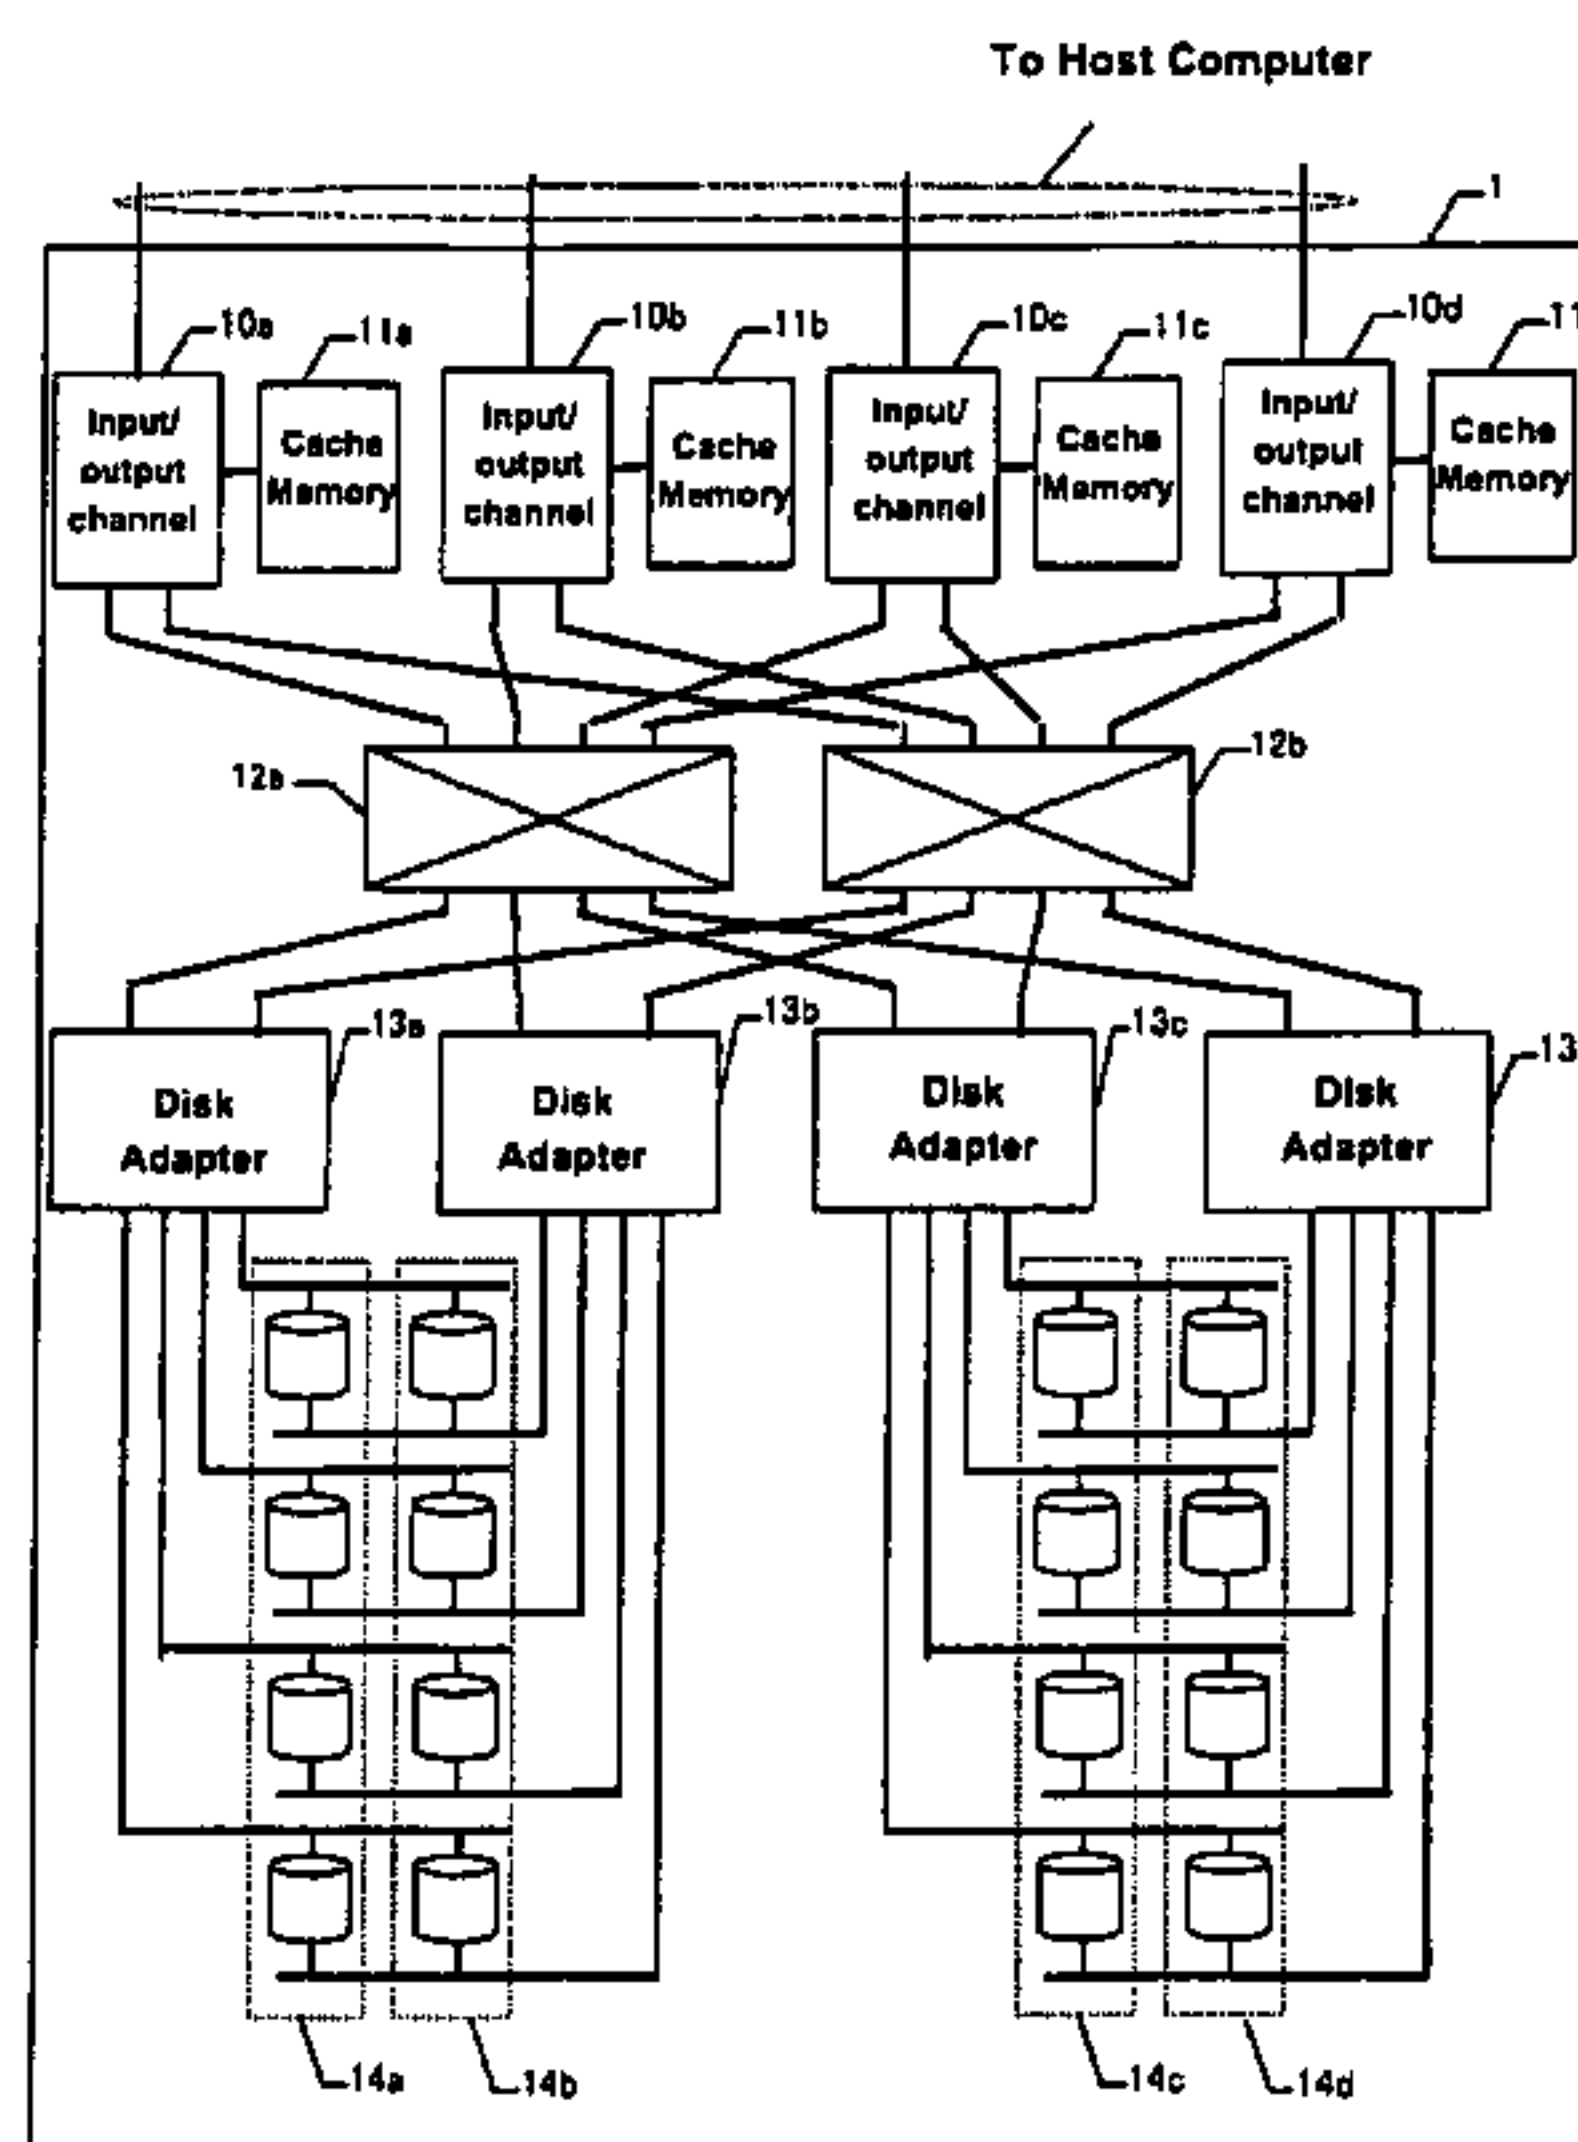 To Host Computer
1
10a
11a
10b
11b
10c
11c
10d
11
Input/
output
channel
Cache
Memory
Input/
output
channel
Cache
Memory
Input/
output
channel
Cache
Memory
Input/
output
channel
Cache
Memory
12a
12b
13a
13b
13c
13
Disk
Adapter
Disk
Adapter
Disk
Adapter
Disk
Adapter
14a
14b
14c
14d